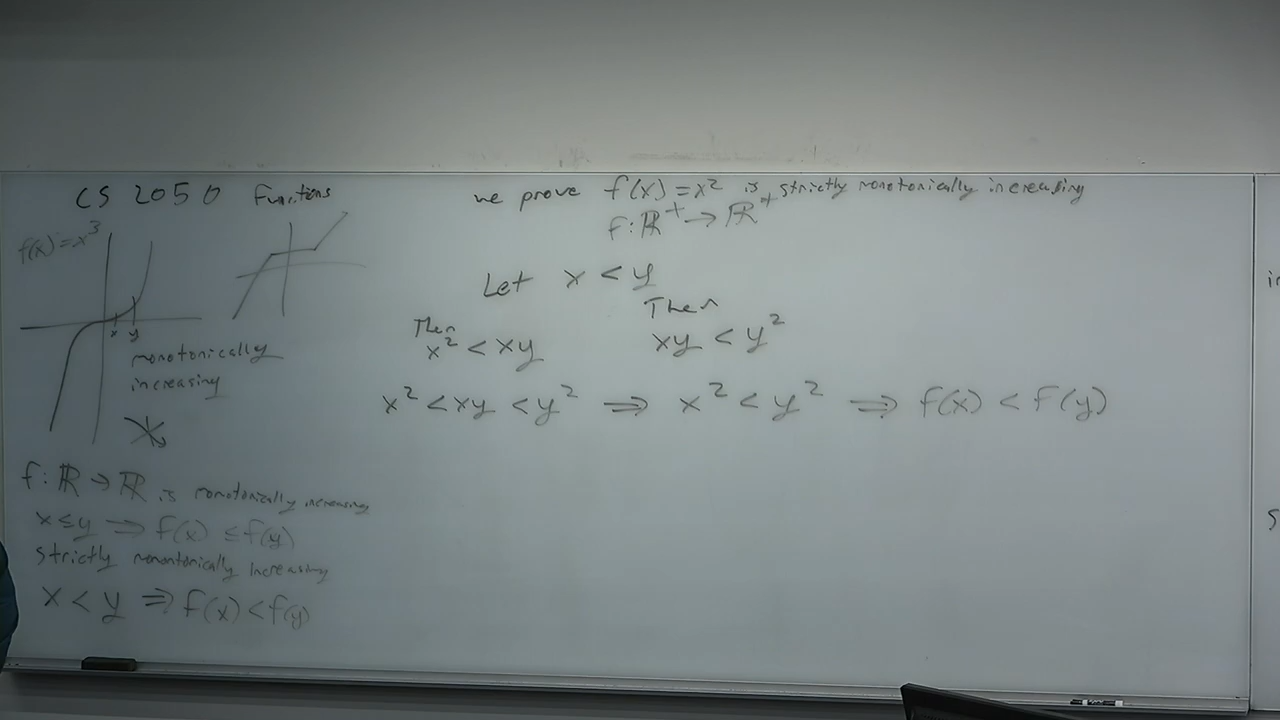 CS 2050 Functions
f(x)=x³
x y
monotonically
increasing
f: ℝ → ℝ is monotonically increasing
x ≤ y ⇒ f(x) ≤ f(y)
Strictly monontonically Increasing
x < y ⇒ f(x) < f(y)
we prove f(x) = x² is strictly monotonically increasing
f: ℝ⁺ → ℝ⁺
Let x < y
Then
x² < xy
Then
xy < y²
x² < xy < y² ⇒ x² < y² ⇒ f(x) < f(y)